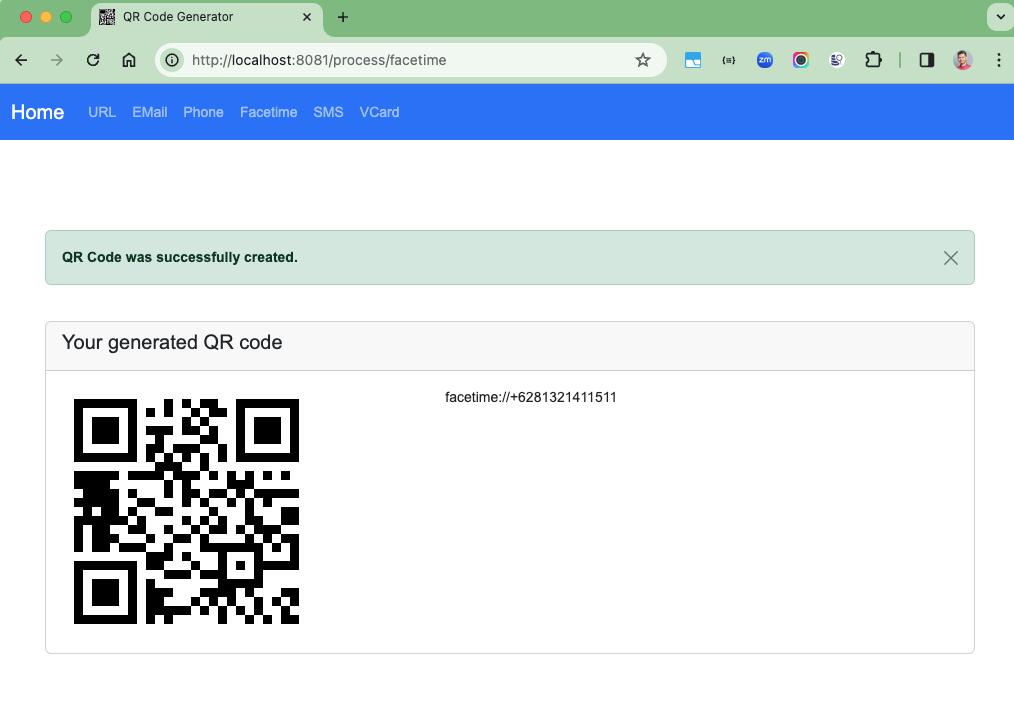 QR Code Generator
http://localhost:8081/process/facetime
zm
Home URL EMail Phone Facetime SMS VCard
QR Code was successfully created.
Your generated QR code
facetime://+6281321411511